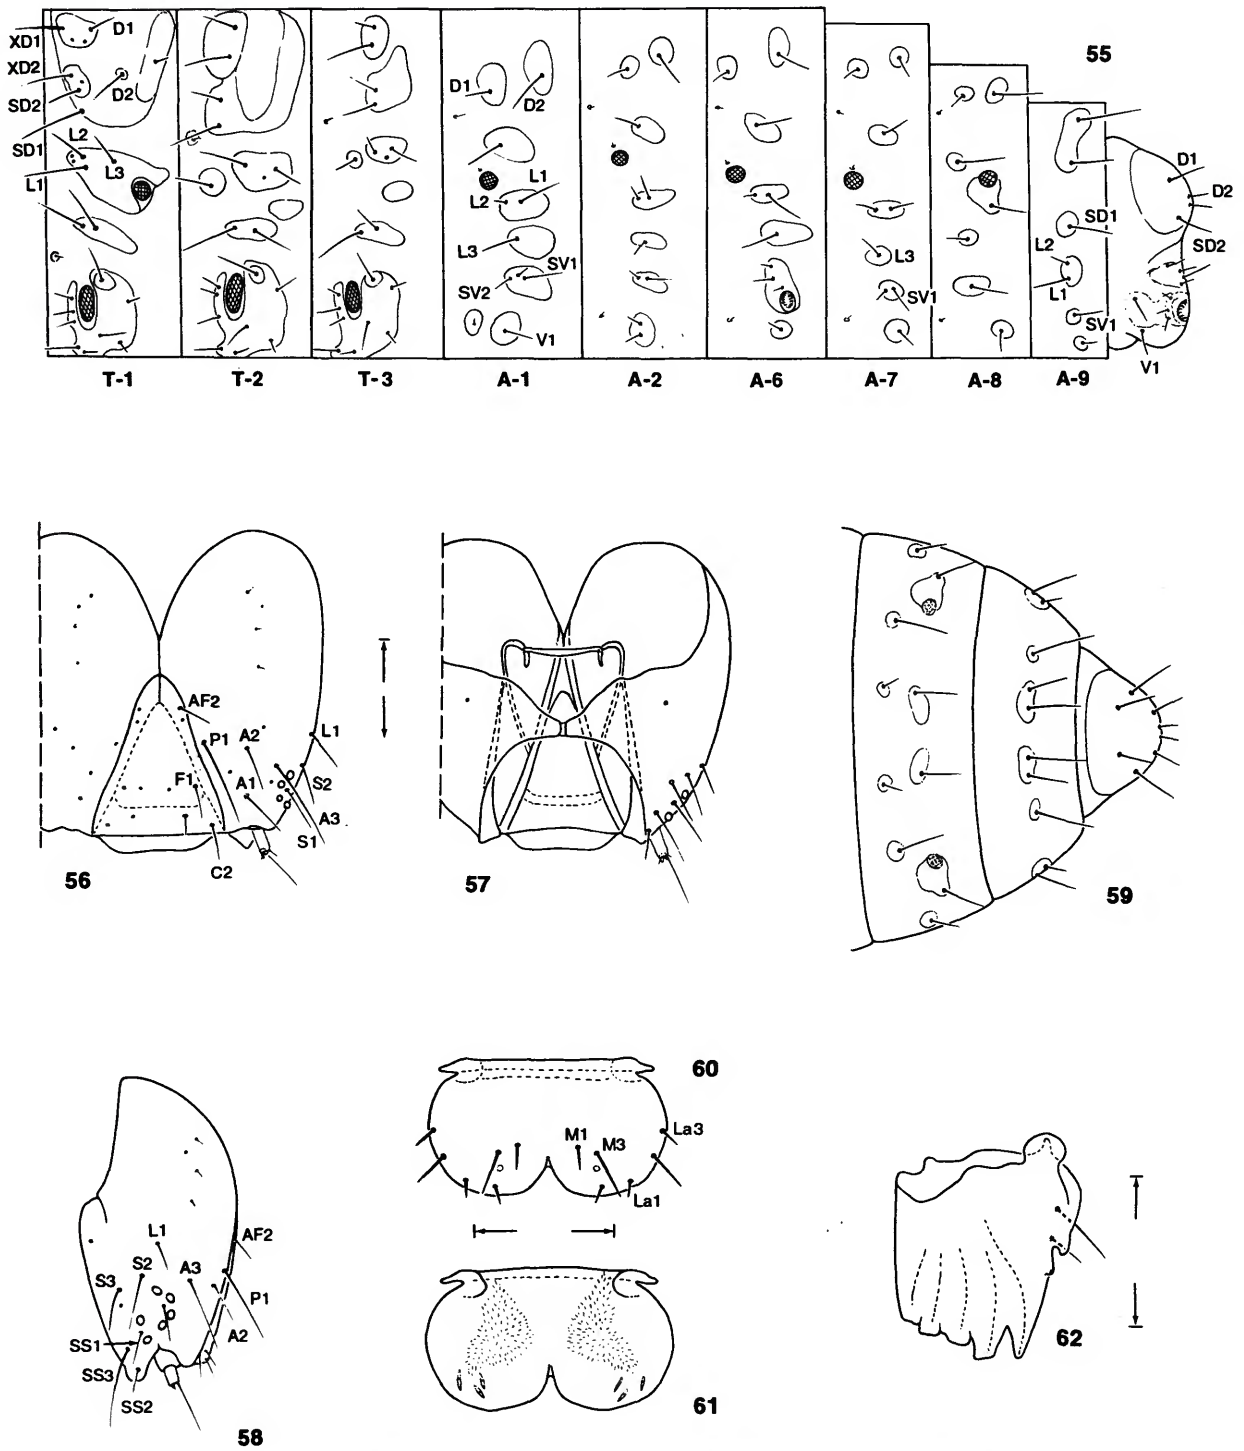 55
XD1
D1
XD2
SD2
D2
SD1
L2
L3
L1
D1
D2
L1
L2
L3
SV1
SV2
V1
L3
SV1
SD1
L2
L1
SV1
D1
D2
SD2
V1
T-1 T-2 T-3 A-1 A-2 A-6 A-7 A-8 A-9
AF2
P1
A2
L1
F1
A1
S2
A3
S1
C2
56
57
59
L1
AF2
S3
S2
A3
P1
A2
SS1
SS3
SS2
58
60
M1
M3
La3
La1
61
62